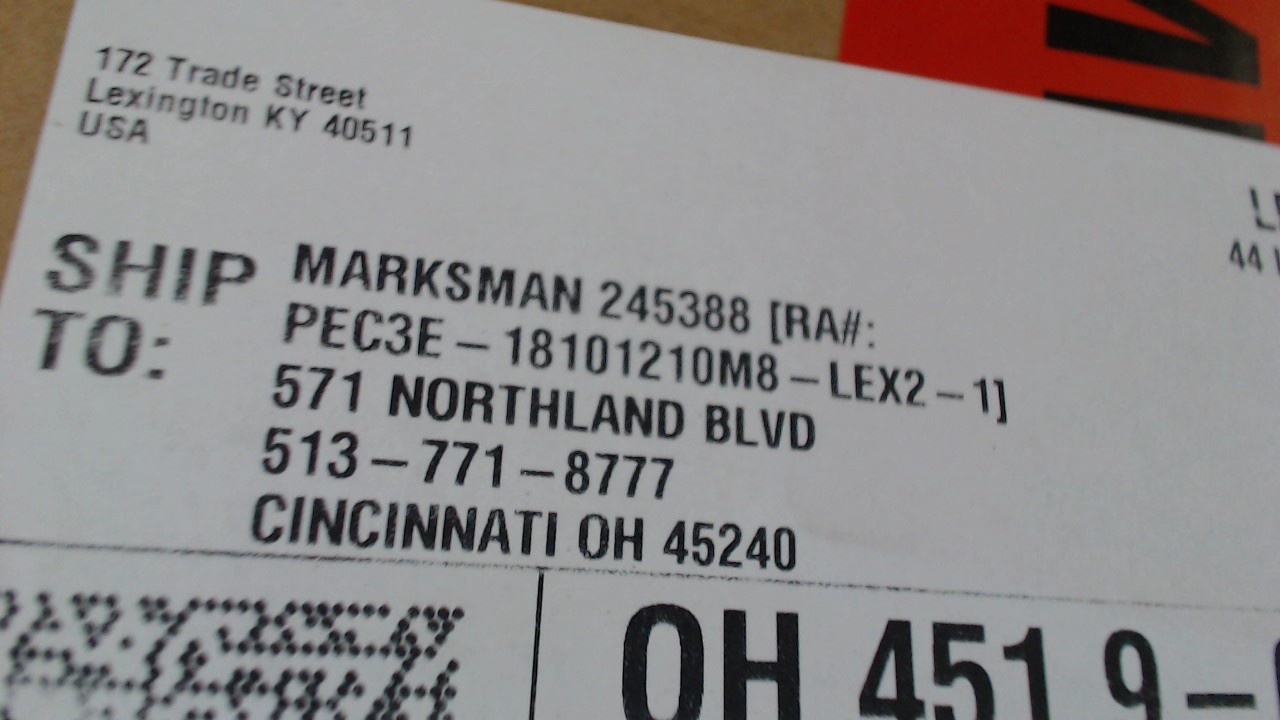 172 Trade Street
Lexington KY 40511
USA
SHIP TO:
MARKSMAN 245388 [RA#:
PEC3E-18101210M8-LEX2-1]
571 NORTHLAND BLVD
513-771-8777
CINCINNATI OH 45240
44
OH 451 9-